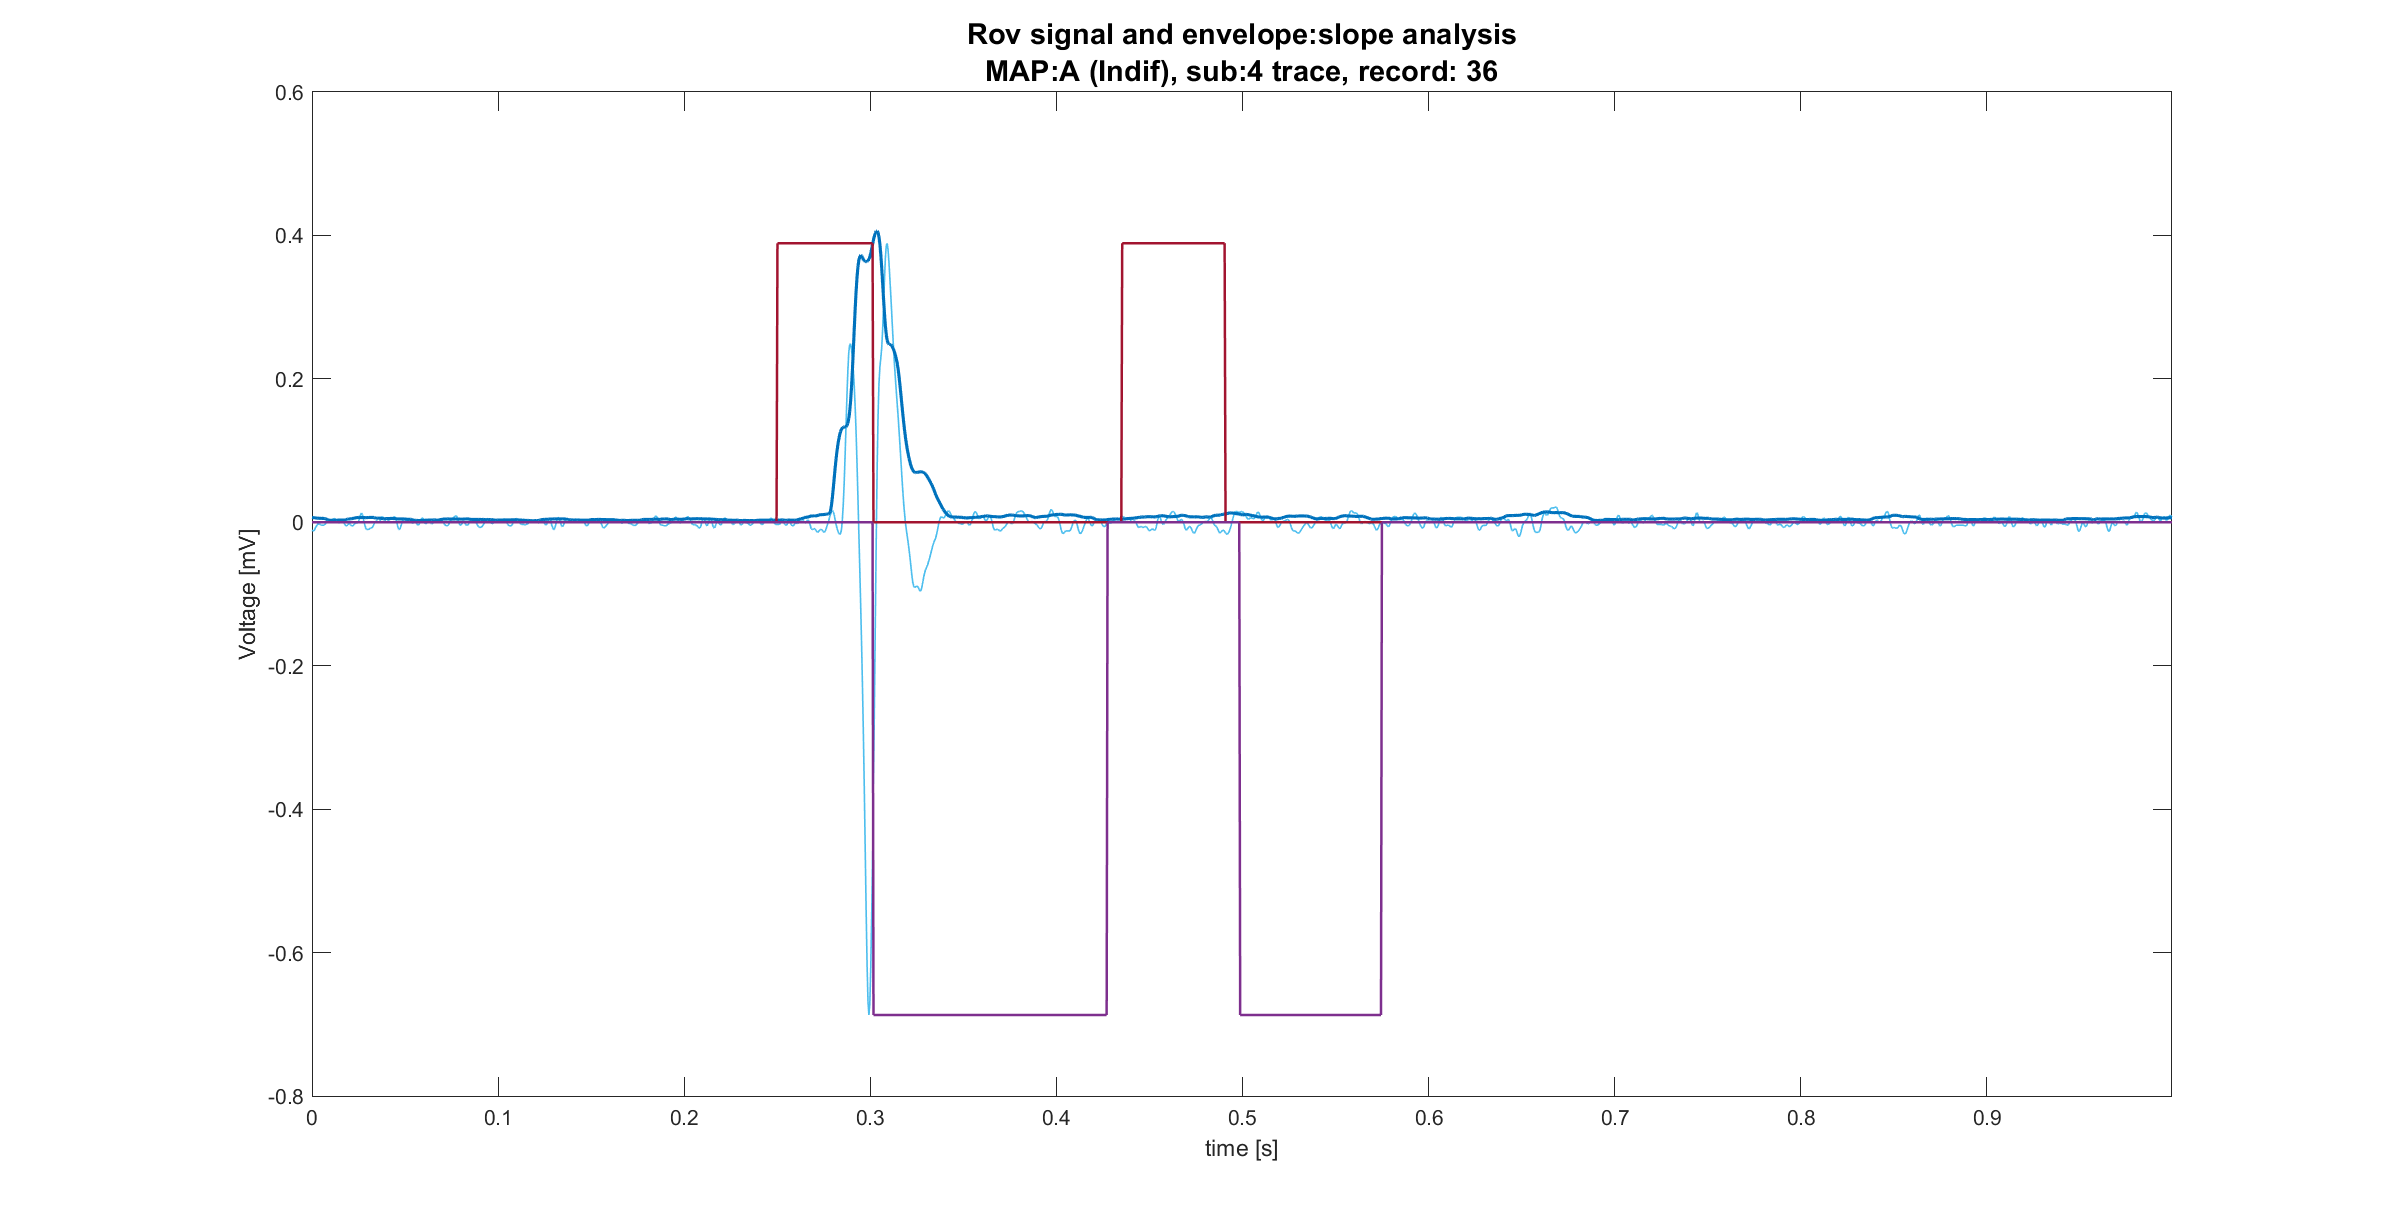 Rov signal and envelope:slope analysis
MAP:A (Indif), sub:4 trace, record: 36
0.6
0.4
0.2
0
-0.2
-0.4
-0.6
-0.8
Voltage [mV]
0 0.1 0.2 0.3 0.4 0.5 0.6 0.7 0.8 0.9
time [s]